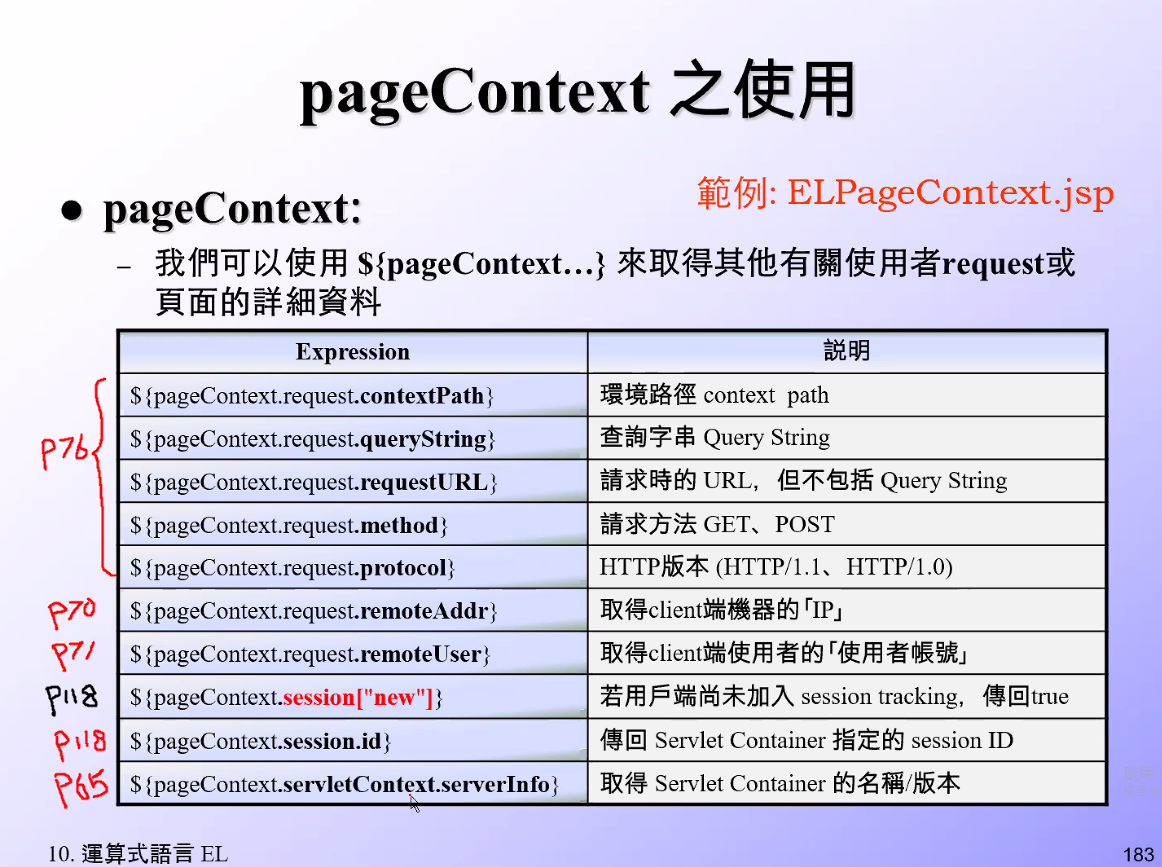 pageContext 之使用
範例: ELPageContext.jsp
● pageContext:
– 我們可以使用 ${pageContext…} 來取得其他有關使用者request或
頁面的詳細資料
Expression 説明
${pageContext.request.contextPath} 環境路徑 context path
${pageContext.request.queryString} 查詢字串 Query String
p76
${pageContext.request.requestURL} 請求時的 URL，但不包括 Query String
${pageContext.request.method} 請求方法 GET、POST
${pageContext.request.protocol} HTTP版本 (HTTP/1.1、HTTP/1.0)
p70 ${pageContext.request.remoteAddr} 取得client端機器的「IP」
p71 ${pageContext.request.remoteUser} 取得client端使用者的「使用者帳號」
p118 ${pageContext.session["new"]} 若用戶端尚未加入 session tracking，傳回true
p118 ${pageContext.session.id} 傳回 Servlet Container 指定的 session ID
p65 ${pageContext.servletContext.serverInfo} 取得 Servlet Container 的名稱/版本
10. 運算式語言 EL
183